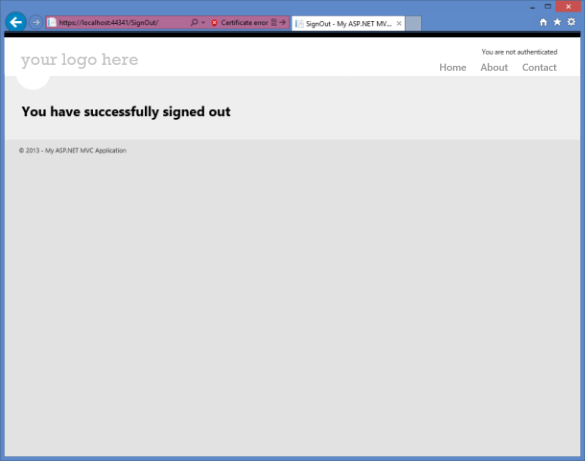 https://localhost:44341/SignOut/
Certificate error
SignOut - My ASP.NET MV...
You are not authenticated
your logo here
Home About Contact
You have successfully signed out
© 2013 - My ASP.NET MVC Application